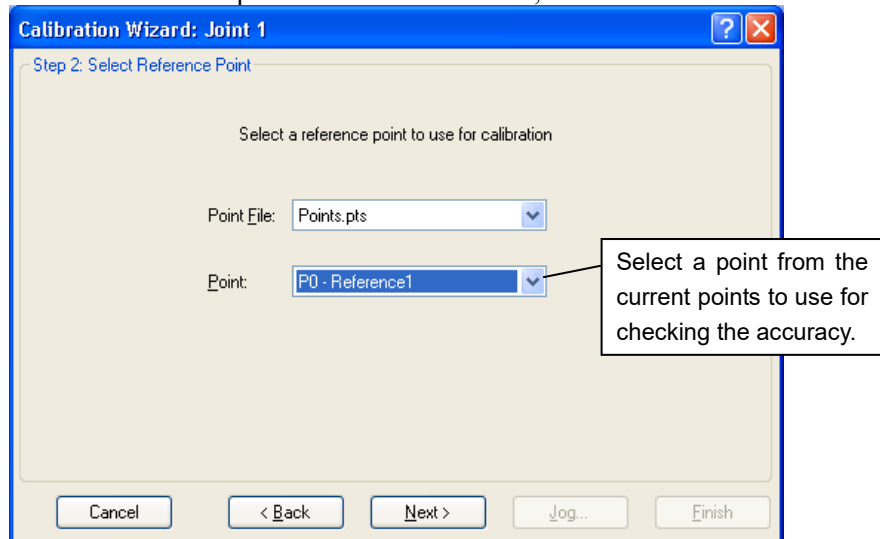 Calibration Wizard: Joint 1
Step 2: Select Reference Point
Select a reference point to use for calibration
Point File: Points.pts
Point: P0 - Reference1
Select a point from the
current points to use for
checking the accuracy.
Cancel < Back Next > Jog... Finish